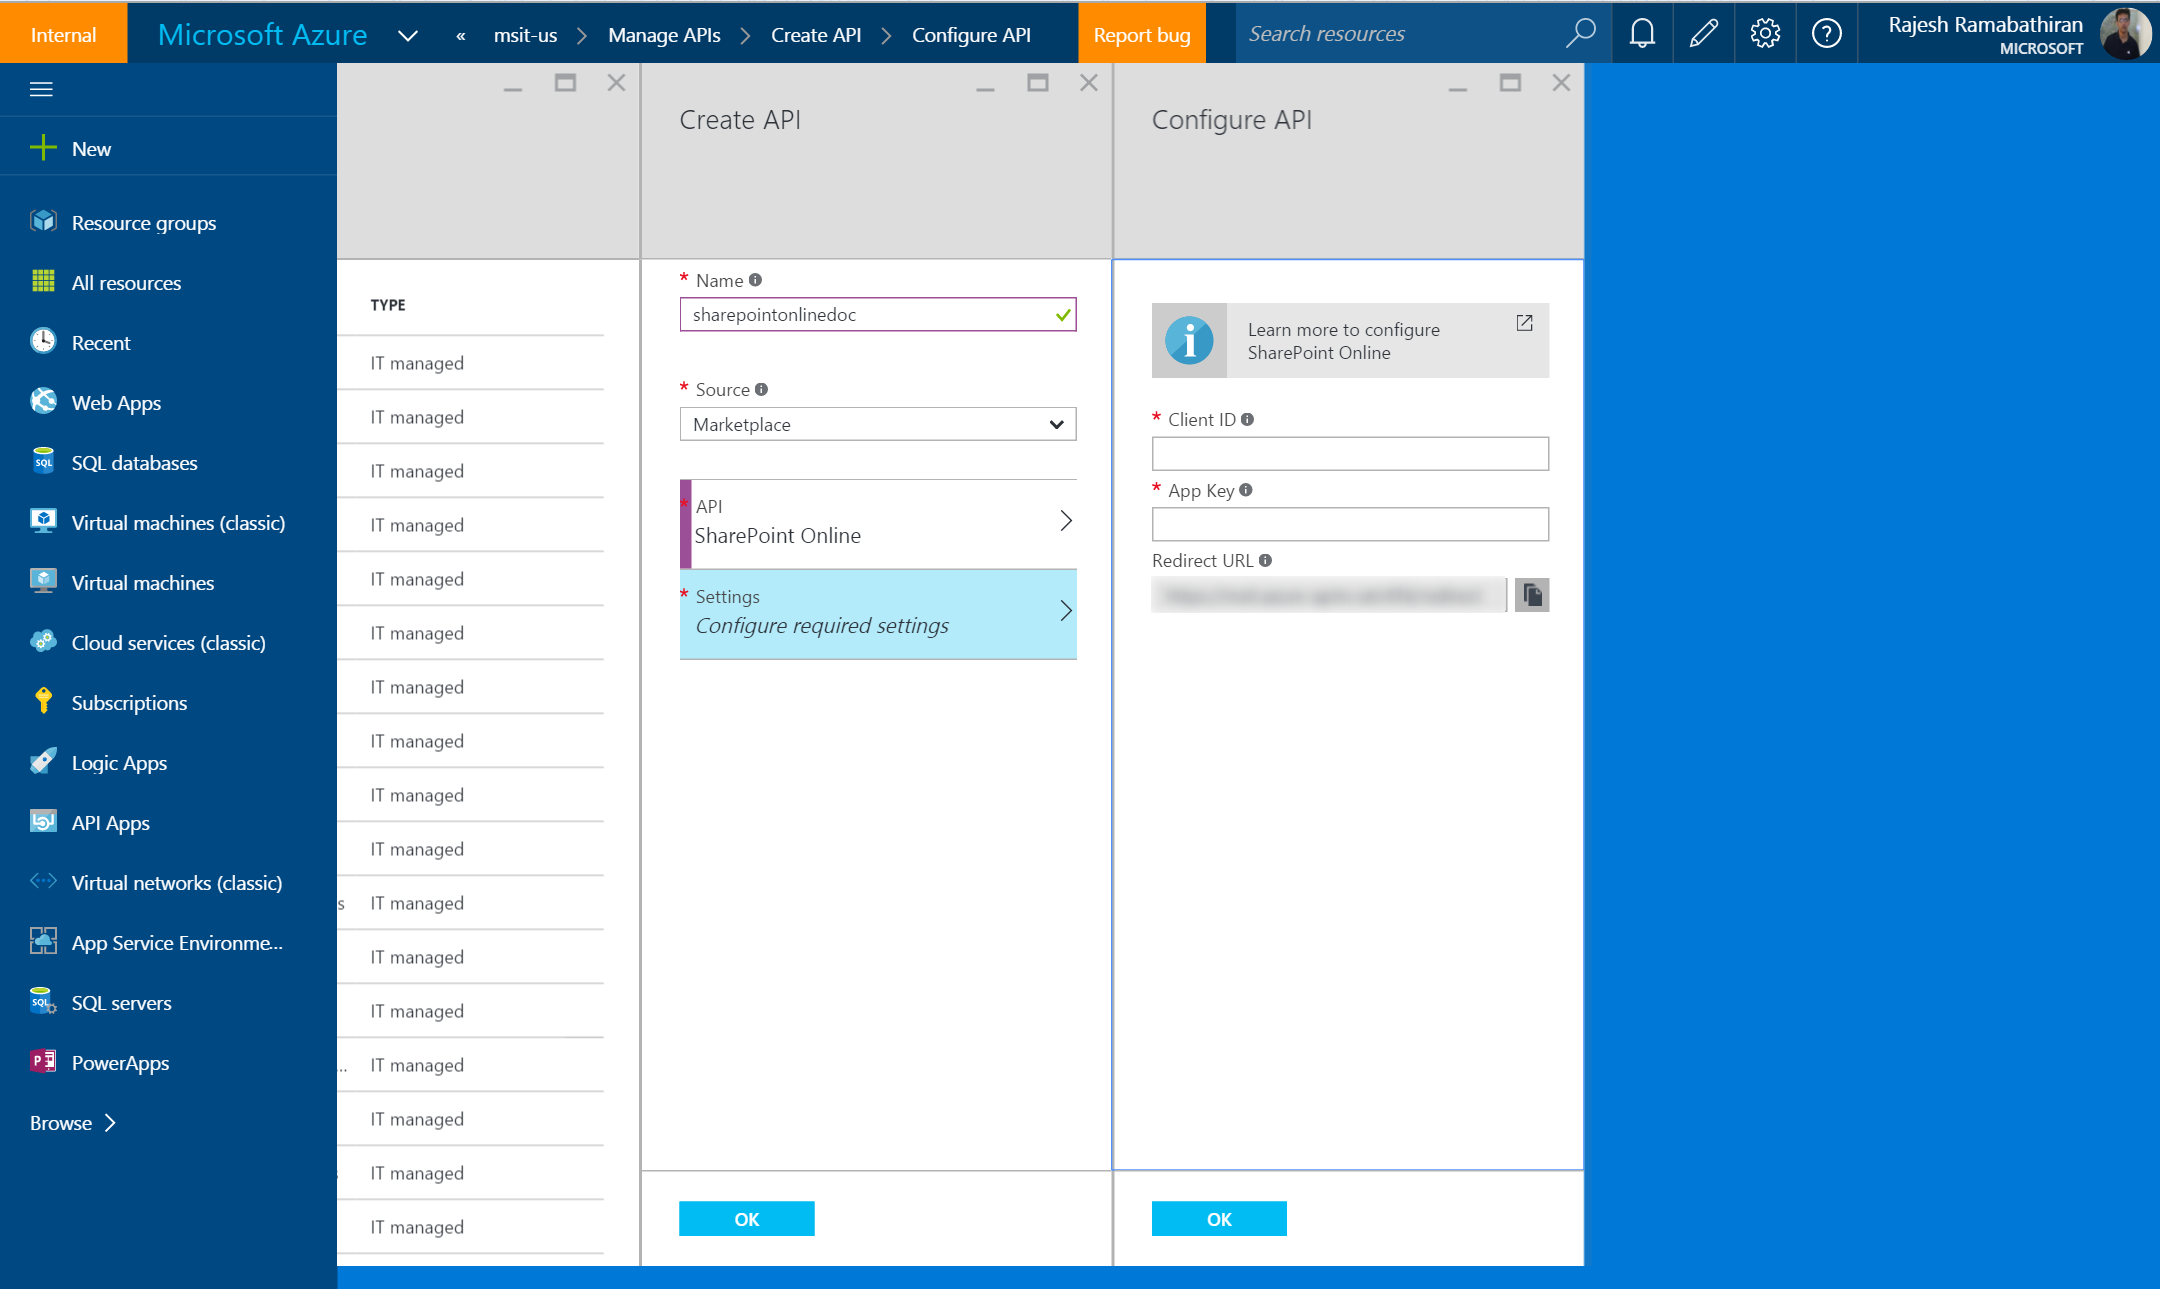 Internal
Microsoft Azure
« msit-us
Manage APIs
Create API
Configure API
Report bug
Search resources
Rajesh Ramabathiran
MICROSOFT
New
Resource groups
All resources
Recent
Web Apps
SQL databases
Virtual machines (classic)
Virtual machines
Cloud services (classic)
Subscriptions
Logic Apps
API Apps
Virtual networks (classic)
App Service Environme...
SQL servers
PowerApps
Browse
TYPE
IT managed
IT managed
IT managed
IT managed
IT managed
IT managed
IT managed
IT managed
IT managed
IT managed
s IT managed
IT managed
IT managed
... IT managed
IT managed
IT managed
IT managed
Create API
* Name
sharepointonlinedoc
* Source
Marketplace
* API
SharePoint Online
* Settings
Configure required settings
OK
Configure API
Learn more to configure
SharePoint Online
* Client ID
* App Key
Redirect URL
OK